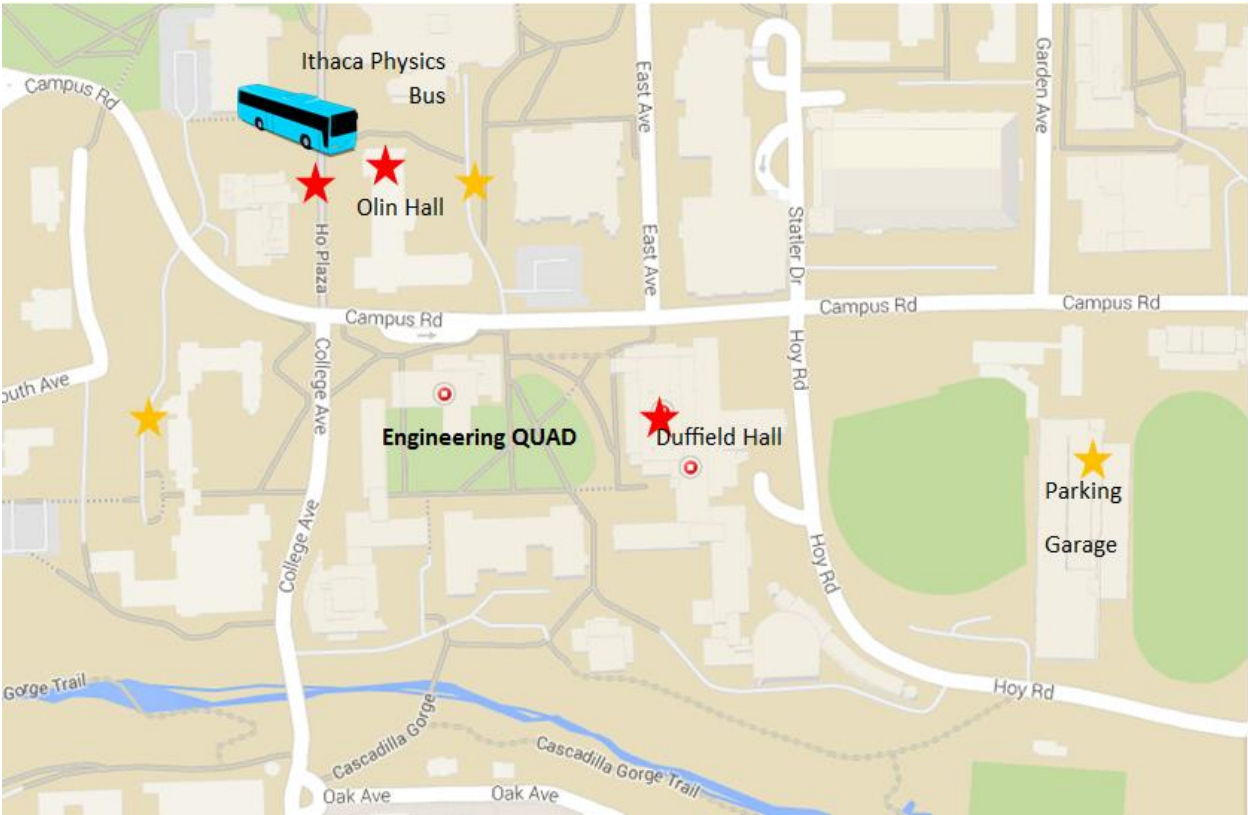 Ithaca Physics
Bus
Campus Rd
East Ave
Garden Ave
Olin Hall
Ho Plaza
East Ave
Statler Dr
Campus Rd
Campus Rd
Campus Rd
College Ave
Hoy Rd
outh Ave
Engineering QUAD
Duffield Hall
Parking
Garage
College Ave
Hoy Rd
Gorge Trail
Hoy Rd
Cascadilla Gorge
Cascadilla Gorge Trail
Oak Ave
Oak Ave